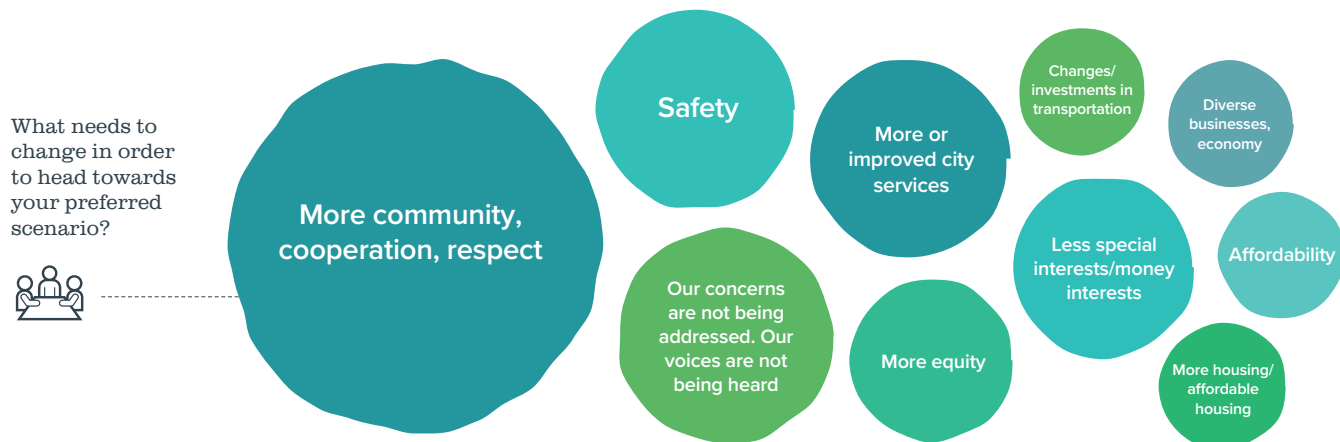 What needs to
change in order
to head towards
your preferred
scenario?
More community,
cooperation, respect
Safety
Our concerns
are not being
addressed. Our
voices are not
being heard
More or
improved city
services
More equity
Changes/
investments in
transportation
Less special
interests/money
interests
Diverse
businesses,
economy
Affordability
More housing/
affordable
housing